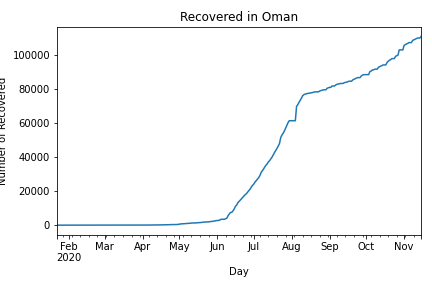 Recovered in Oman
Number of Recovered
100000
80000
60000
40000
20000
0
Feb Mar Apr May Jun Jul Aug Sep Oct Nov
2020
Day